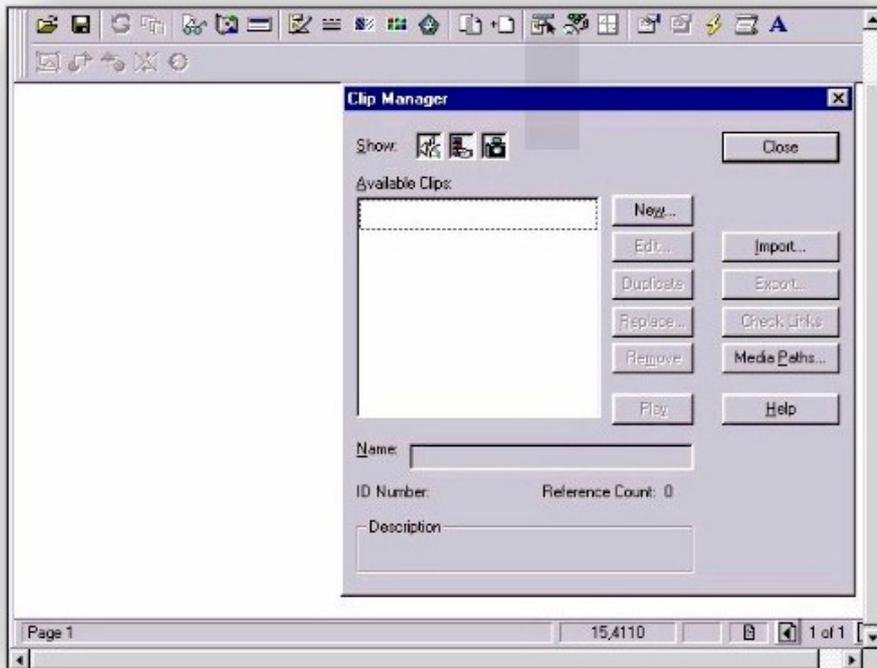 A
Clip Manager
Show:
Close
Available Clips:
New...
Edit...
Import...
Duplicate
Export...
Replace...
Check Links
Remove
Media Paths...
Play
Help
Name:
ID Number:
Reference Count: 0
Description
Page 1
15,4110
1 of 1